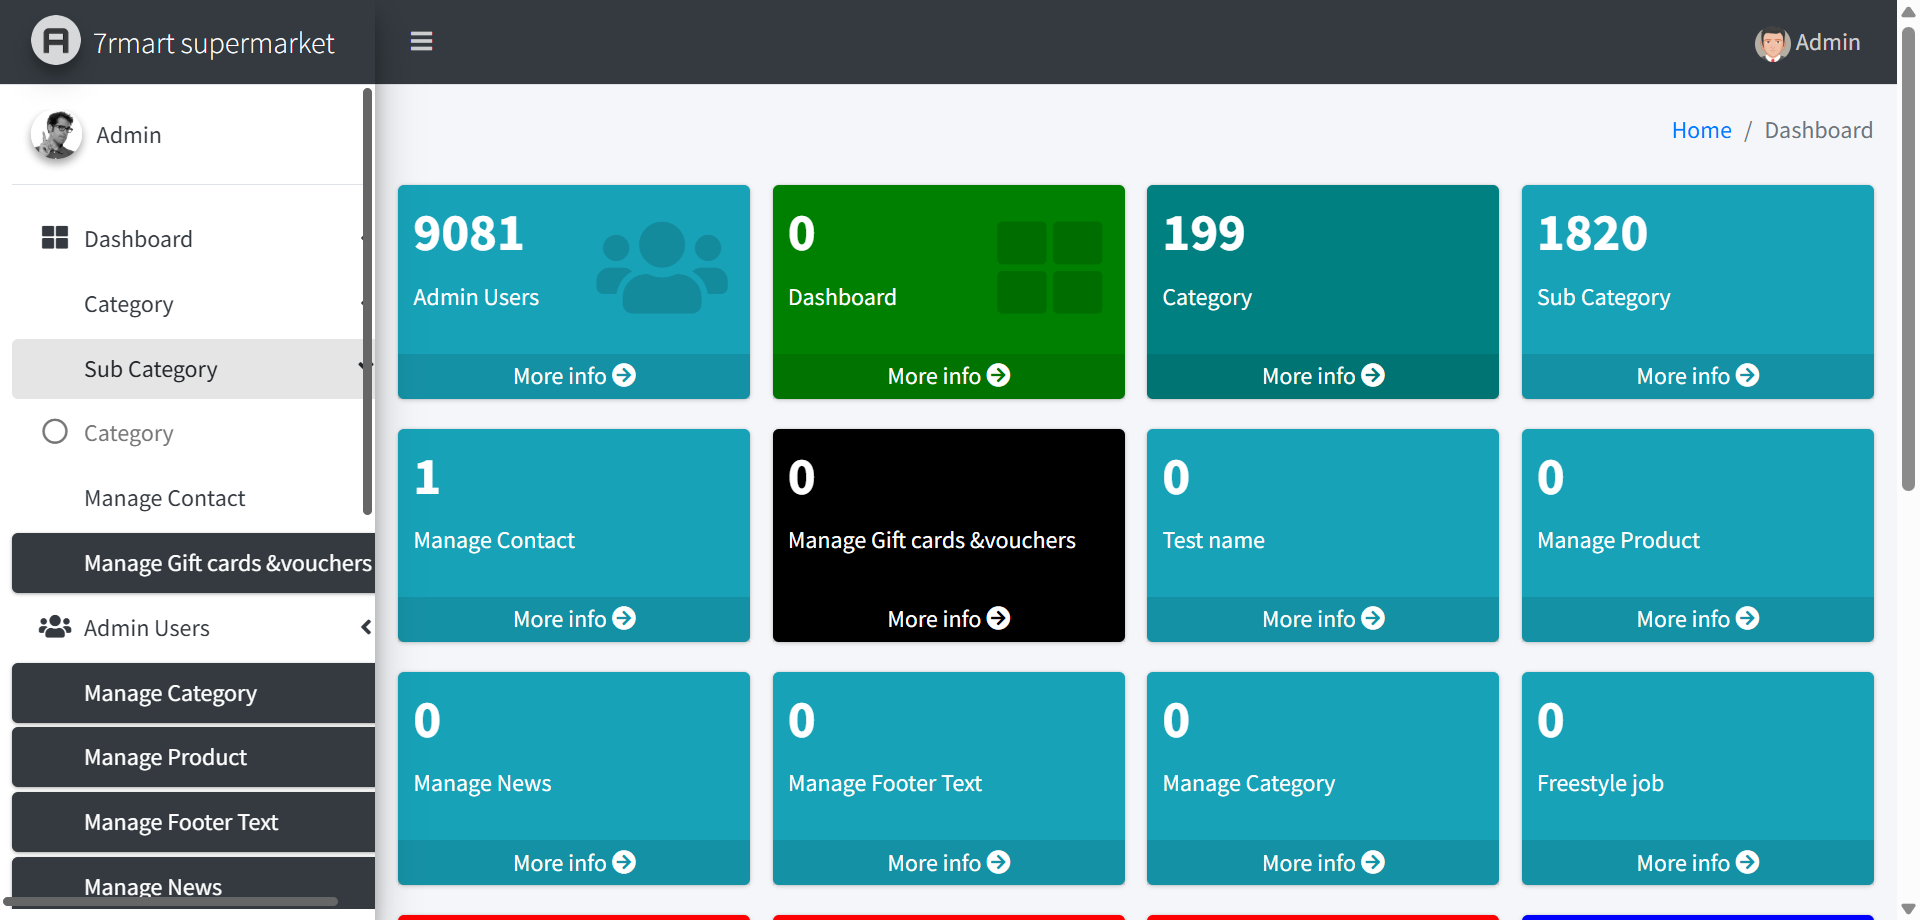 7rmart supermarket
Admin
Admin
Home / Dashboard
Dashboard
Category
Sub Category
Category
Manage Contact
Manage Gift cards &vouchers
Admin Users
Manage Category
Manage Product
Manage Footer Text
Manage News
9081
Admin Users
More info
0
Dashboard
More info
199
Category
More info
1820
Sub Category
More info
1
Manage Contact
More info
0
Manage Gift cards &vouchers
More info
0
Test name
More info
0
Manage Product
More info
0
Manage News
More info
0
Manage Footer Text
More info
0
Manage Category
More info
0
Freestyle job
More info